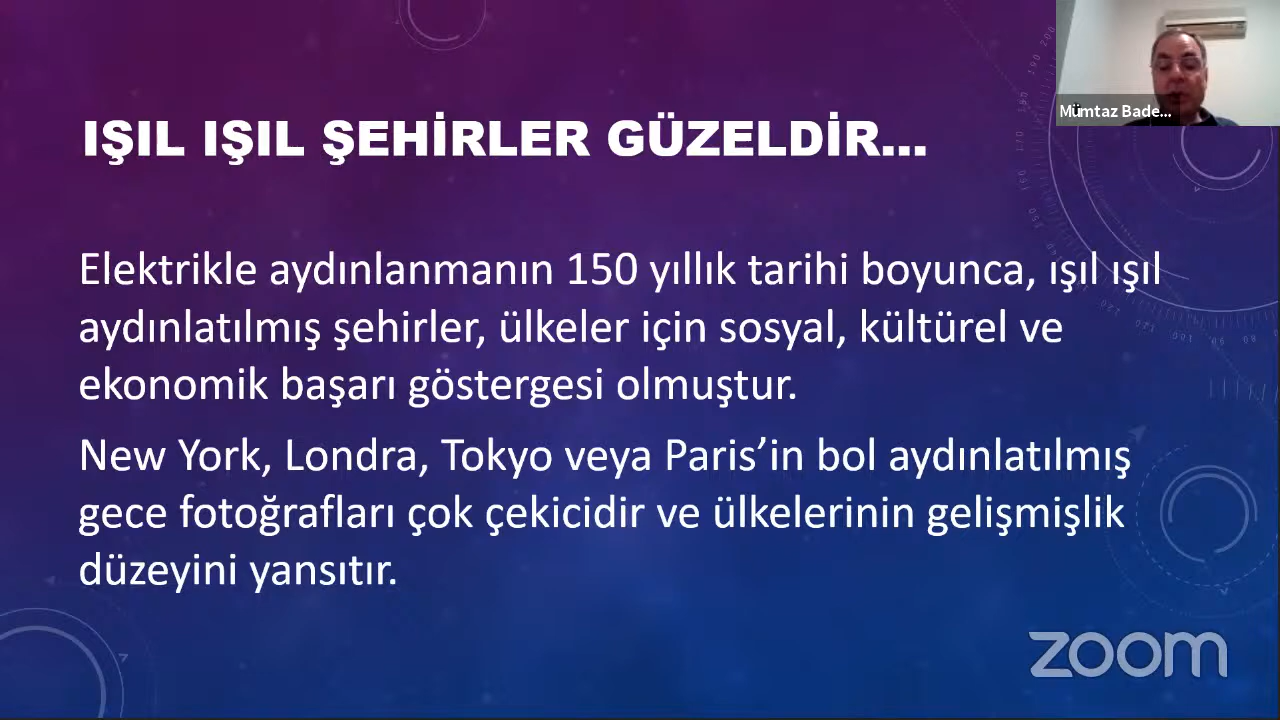 Mümtaz Bade...
IŞIL IŞIL ŞEHİRLER GÜZELDİR...
Elektrikle aydınlanmanın 150 yıllık tarihi boyunca, ışıl ışıl
aydınlatılmış şehirler, ülkeler için sosyal, kültürel ve
ekonomik başarı göstergesi olmuştur.
New York, Londra, Tokyo veya Paris’in bol aydınlatılmış
gece fotoğrafları çok çekicidir ve ülkelerinin gelişmişlik
düzeyini yansıtır.
zoom